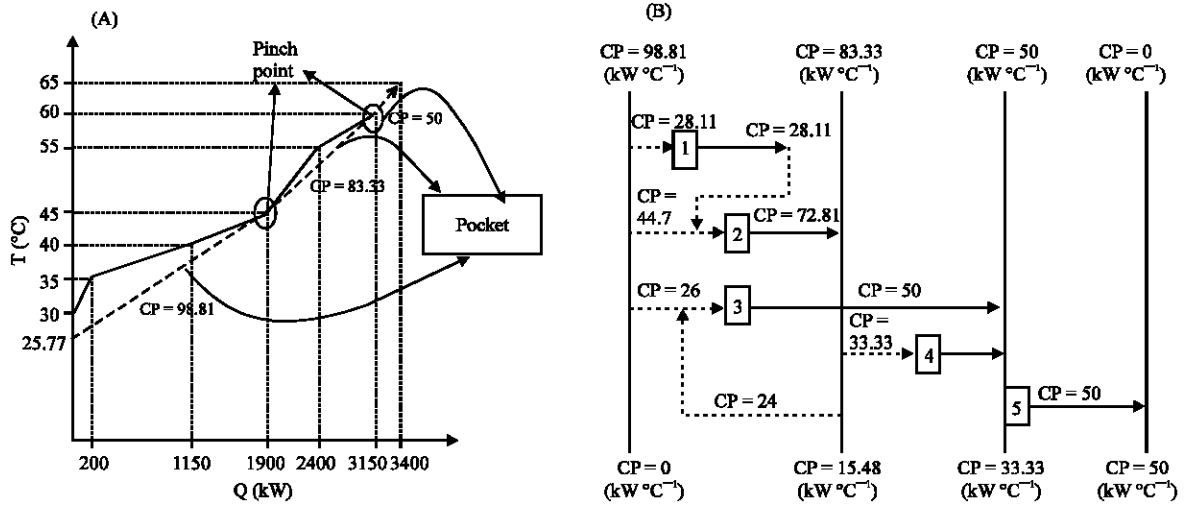 (A)
Pinch
point
65
60
55
45
40
35
30
25.77
T (°C)
CP = 50
CP = 83.33
CP = 98.81
Pocket
200
1150
1900
2400
3150
3400
Q (kW)
(B)
CP = 98.81
(kW °C⁻¹)
CP = 83.33
(kW °C⁻¹)
CP = 50
(kW °C⁻¹)
CP = 0
(kW °C⁻¹)
CP = 28.11
1
CP = 28.11
CP =
44.7
2
CP = 72.81
CP = 26
3
CP = 50
CP =
33.33
4
CP = 24
5
CP = 50
CP = 0
(kW °C⁻¹)
CP = 15.48
(kW °C⁻¹)
CP = 33.33
(kW °C⁻¹)
CP = 50
(kW °C⁻¹)